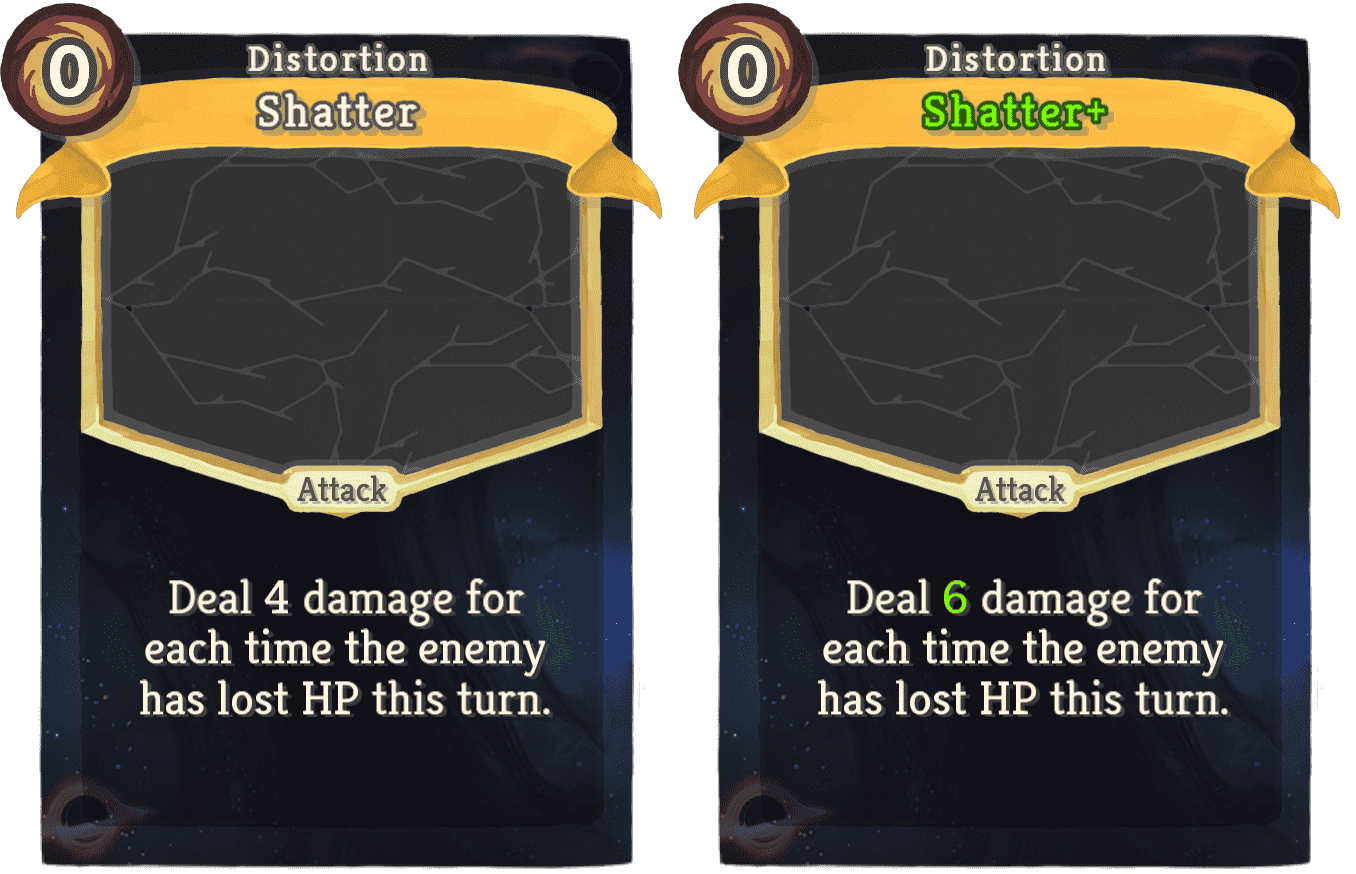 0
Distortion
Shatter
Attack
Deal 4 damage for
each time the enemy
has lost HP this turn.
0
Distortion
Shatter+
Attack
Deal 6 damage for
each time the enemy
has lost HP this turn.